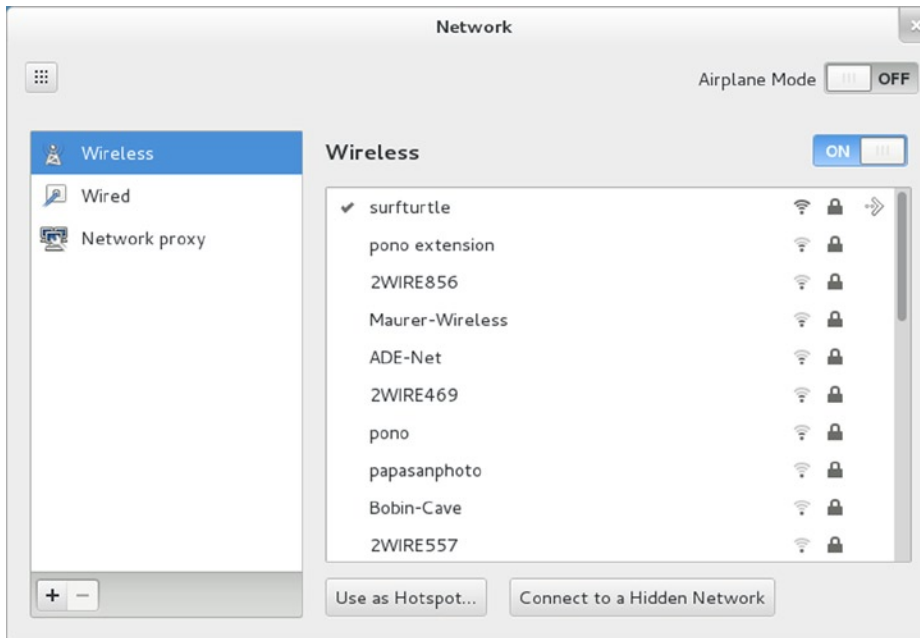 Network
Airplane Mode OFF
Wireless
Wired
Network proxy
Wireless ON
surfturtle
pono extension
2WIRE856
Maurer-Wireless
ADE-Net
2WIRE469
pono
papasanphoto
Bobin-Cave
2WIRE557
Use as Hotspot...
Connect to a Hidden Network